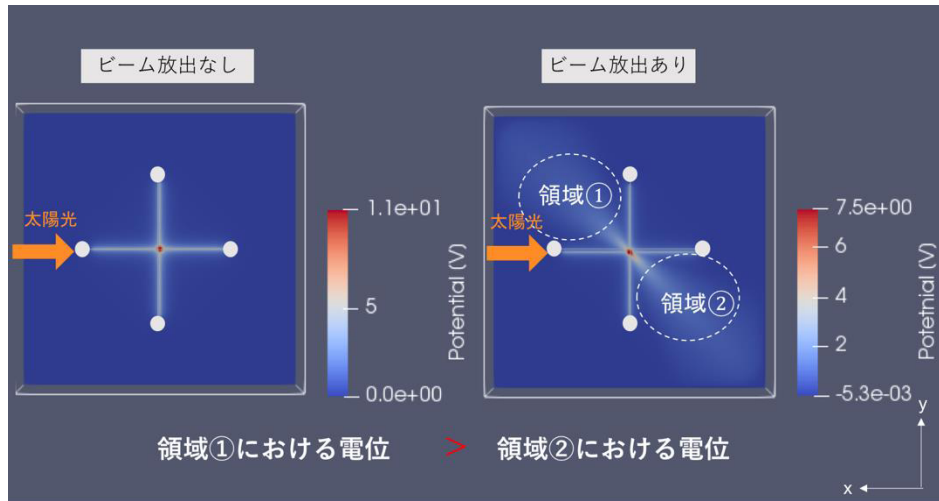 ビーム放出なし
ビーム放出あり
太陽光
1.1e+01
5
0.0e+00
Potential (V)
領域①
領域②
太陽光
7.5e+00
6
4
2
-5.3e-03
Potetnial (V)
y
x
領域①における電位 > 領域②における電位